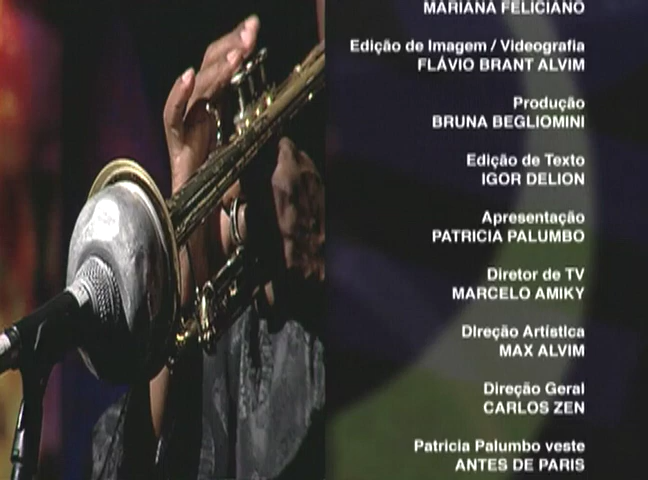 MARIANA FELICIANO
Edição de Imagem / Videografia
FLÁVIO BRANT ALVIM
Produção
BRUNA BEGLIOMINI
Edição de Texto
IGOR DELION
Apresentação
PATRICIA PALUMBO
Diretor de TV
MARCELO AMIKY
Direção Artística
MAX ALVIM
Direção Geral
CARLOS ZEN
Patricia Palumbo veste
ANTES DE PARIS